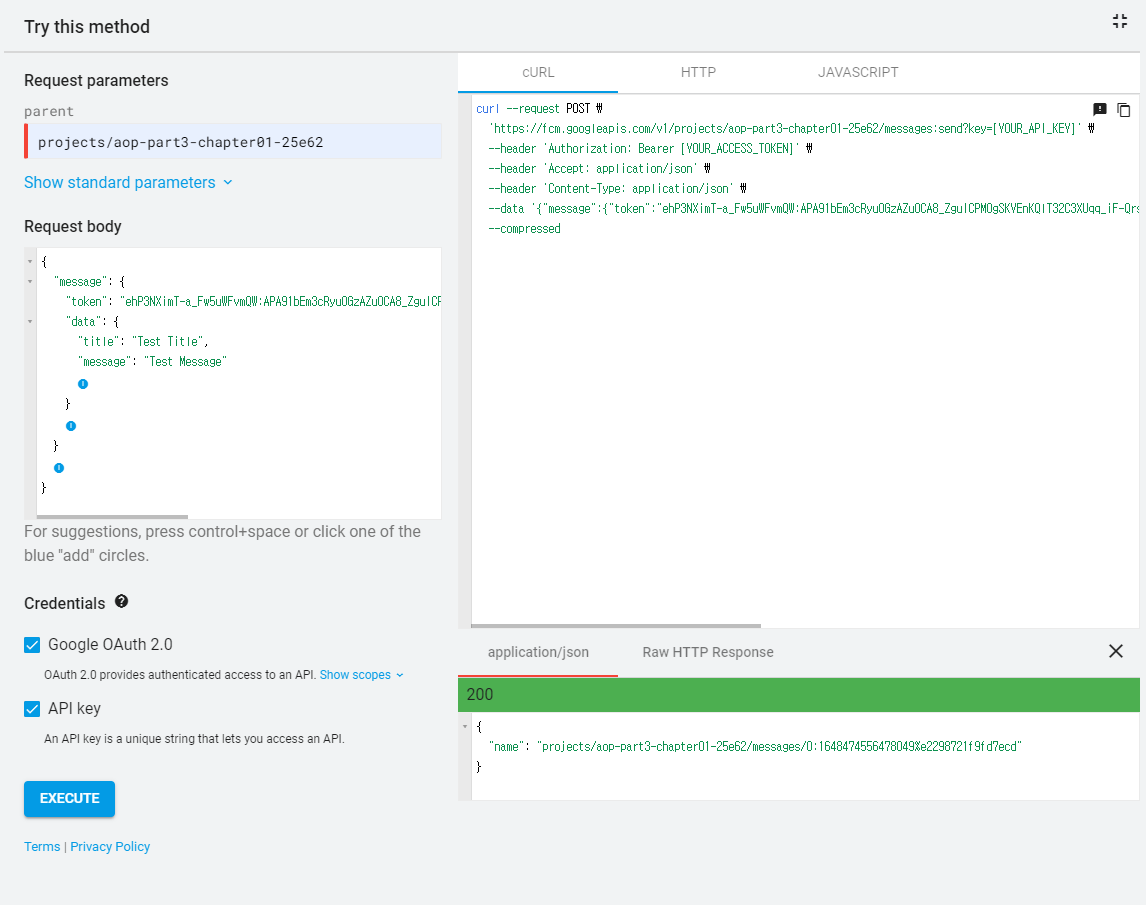 Try this method
Request parameters
parent
projects/aop-part3-chapter01-25e62
Show standard parameters
Request body
{
"message": {
"token": "ehP3NXimT-a_Fw5uWFvmQW:APA91bEm3cRyuOGzAZuOCA8_ZguICP
"data": {
"title": "Test Title",
"message": "Test Message"
}
}
}
For suggestions, press control+space or click one of the
blue "add" circles.
Credentials
Google OAuth 2.0
OAuth 2.0 provides authenticated access to an API. Show scopes
API key
An API key is a unique string that lets you access an API.
EXECUTE
Terms | Privacy Policy
cURL HTTP JAVASCRIPT
curl --request POST ₩
'https://fcm.googleapis.com/v1/projects/aop-part3-chapter01-25e62/messages:send?key=[YOUR_API_KEY]' ₩
--header 'Authorization: Bearer [YOUR_ACCESS_TOKEN]' ₩
--header 'Accept: application/json' ₩
--header 'Content-Type: application/json' ₩
--data '{"message":{"token":"ehP3NXimT-a_Fw5uWFvmQW:APA91bEm3cRyuOGzAZuOCA8_ZguICPMOgSKYEnKQIT32C3XUqq_iF-Qrs
--compressed
application/json Raw HTTP Response
200
{
"name": "projects/aop-part3-chapter01-25e62/messages/0:1648474556478049%e2298721f9fd7ecd"
}